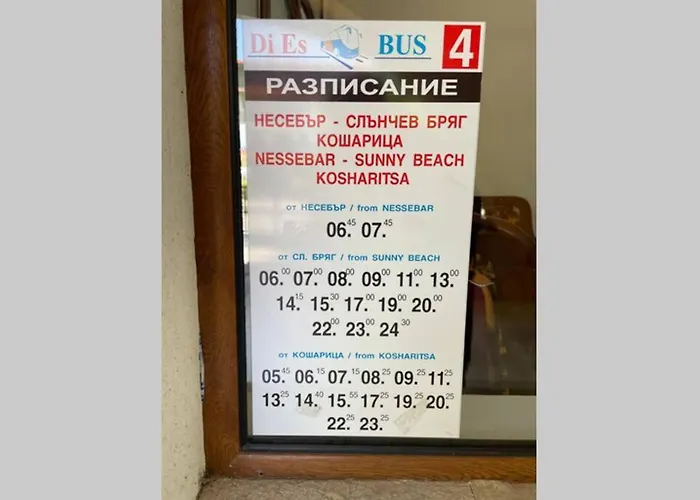 Di Es BUS 4
РАЗПИСАНИЕ
НЕСЕБЪР - СЛЪНЧЕВ БРЯГ
КОШАРИЦА
NESSEBAR - SUNNY BEACH
KOSHARITSA
от НЕСЕБЪР / from NESSEBAR
06.45 07.45
от СЛ. БРЯГ / from SUNNY BEACH
06.00 07.00 08.00 09.00 11.00 13.00
14.15 15.30 17.00 19.00 20.00
22.00 23.00 24.30
от КОШАРИЦА / from KOSHARITSA
05.45 06.15 07.15 08.25 09.25 11.25
13.25 14.40 15.55 17.25 19.25 20.25
22.25 23.25